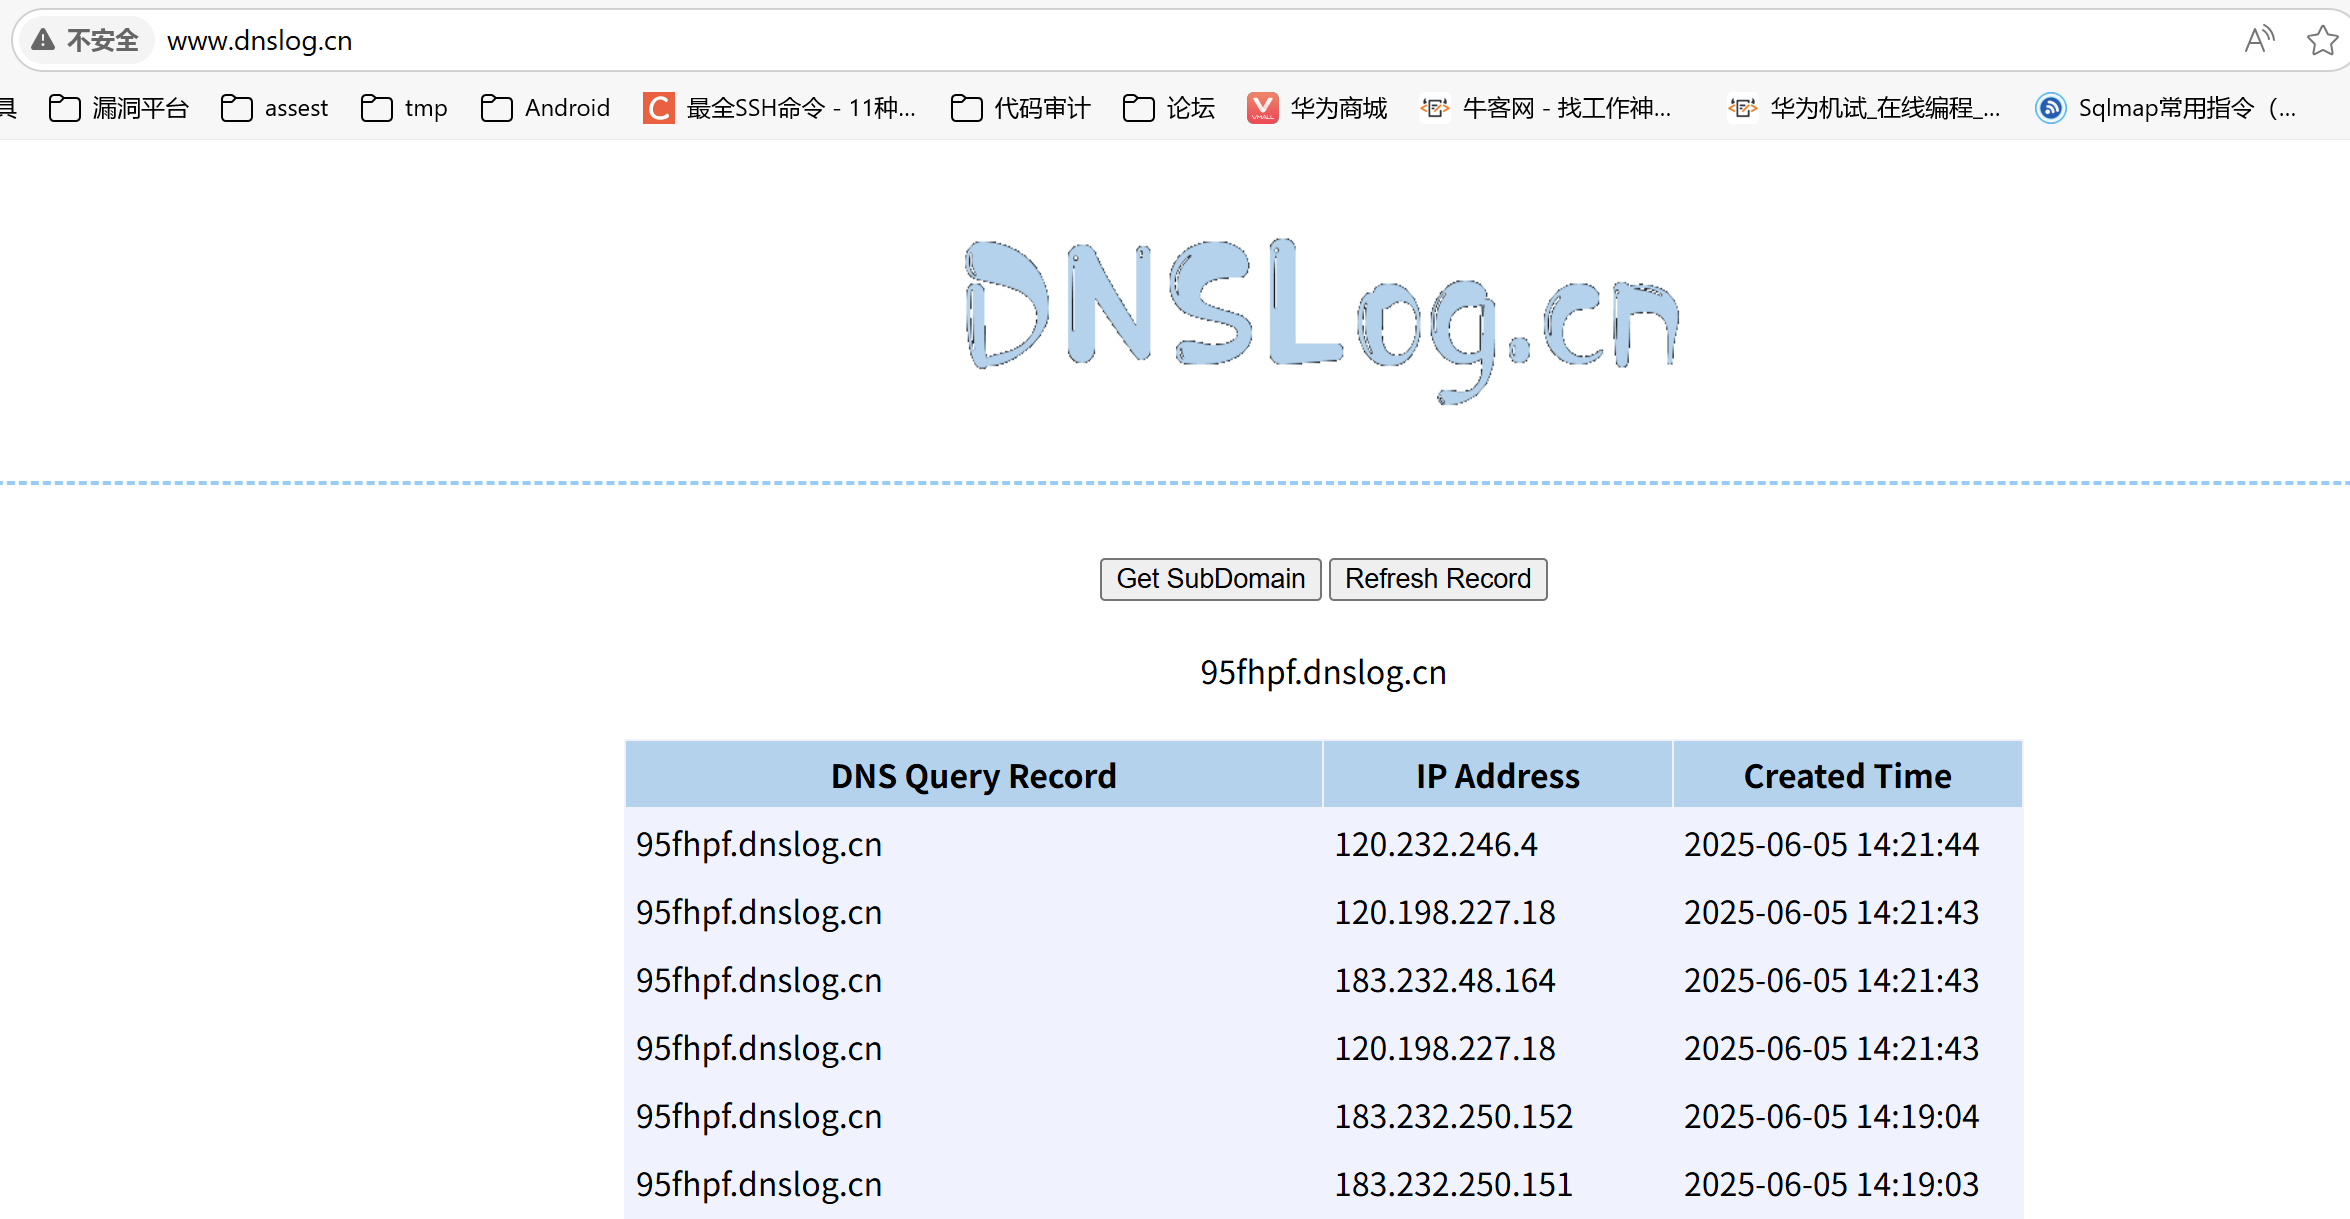 不安全 www.dnslog.cn
具 漏洞平台 assest tmp Android 最全SSH命令 - 11种... 代码审计 论坛 华为商城 牛客网 - 找工作神... 华为机试_在线编程_... Sqlmap常用指令（...
DNSLog.cn
Get SubDomain Refresh Record
95fhpf.dnslog.cn
DNS Query Record IP Address Created Time
95fhpf.dnslog.cn 120.232.246.4 2025-06-05 14:21:44
95fhpf.dnslog.cn 120.198.227.18 2025-06-05 14:21:43
95fhpf.dnslog.cn 183.232.48.164 2025-06-05 14:21:43
95fhpf.dnslog.cn 120.198.227.18 2025-06-05 14:21:43
95fhpf.dnslog.cn 183.232.250.152 2025-06-05 14:19:04
95fhpf.dnslog.cn 183.232.250.151 2025-06-05 14:19:03